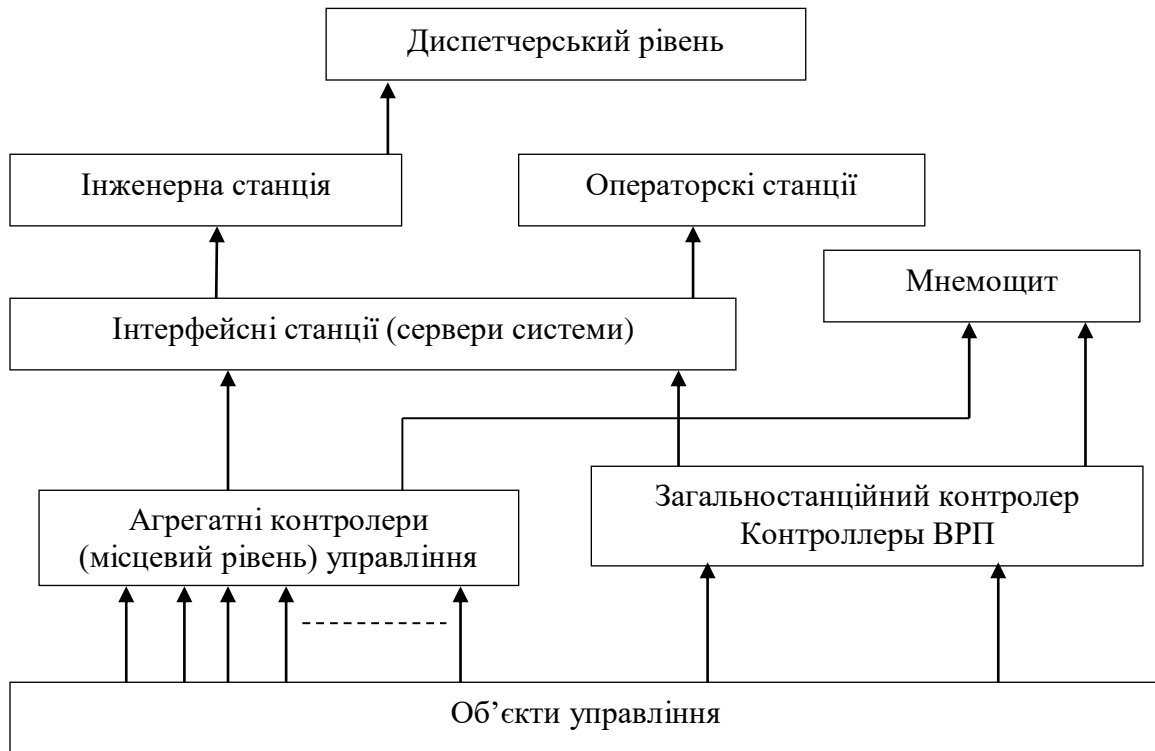 Диспетчерський рівень
Інженерна станція
Операторскі станції
Мнемощит
Інтерфейсні станції (сервери системи)
Загальностанційний контролер
Контроллеры ВРП
Агрегатні контролери
(місцевий рівень) управління
Об’єкти управління